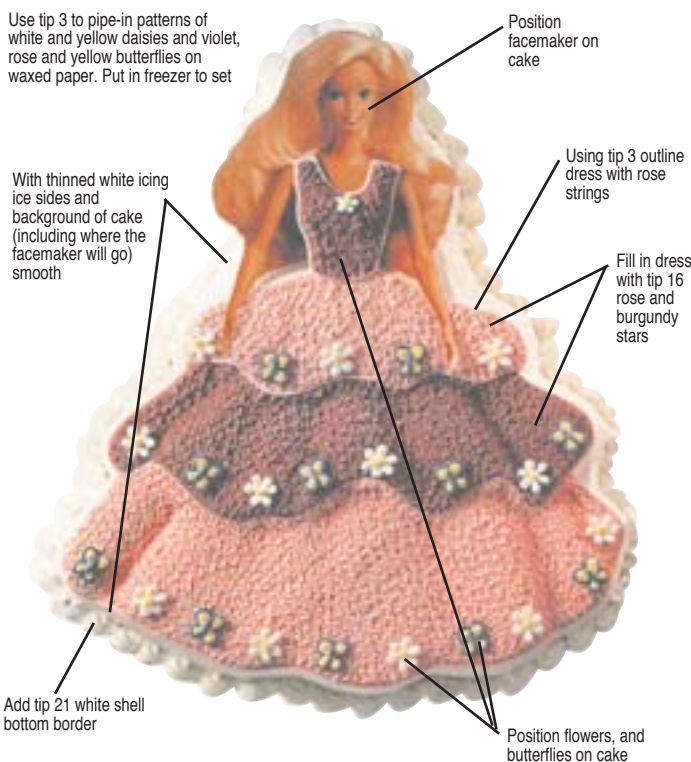 Use tip 3 to pipe-in patterns of
white and yellow daisies and violet,
rose and yellow butterflies on
waxed paper. Put in freezer to set
Position
facemaker on
cake
Using tip 3 outline
dress with rose
strings
With thinned white icing
ice sides and
background of cake
(including where the
facemaker will go)
smooth
Fill in dress
with tip 16
rose and
burgundy
stars
Add tip 21 white shell
bottom border
Position flowers, and
butterflies on cake